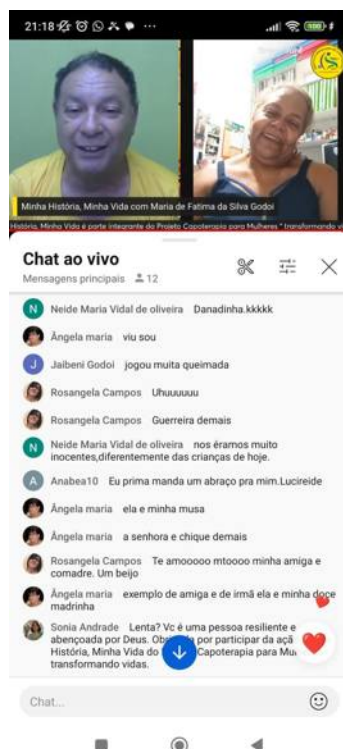 21:18
100
Minha História, Minha Vida com Maria de Fatima da Silva Godoi
História, Minha Vida é parte integrante do Projeto Capoterapia para Mulheres " transformando vi
Chat ao vivo
Mensagens principais 12
N Neide Maria Vidal de oliveira Danadinha.kkkkk
Ângela maria viu sou
J Jaibeni Godoi jogou muita queimada
Rosangela Campos Uhuuuuuu
Rosangela Campos Guerreira demais
N Neide Maria Vidal de oliveira nos éramos muito
inocentes,diferentemente das crianças de hoje.
A Anabea10 Eu prima manda um abraço pra mim.Lucireide
Ângela maria ela e minha musa
Ângela maria a senhora e chique demais
Rosangela Campos Te amooooo mtoooo minha amiga e
comadre. Um beijo
Ângela maria exemplo de amiga e de irmã ela e minha doce
madrinha
Sonia Andrade Lenta? Vc é uma pessoa resiliente e
abençoada por Deus. por participar da açã
História, Minha Vida do Capoterapia para
transformando vidas.
Chat...